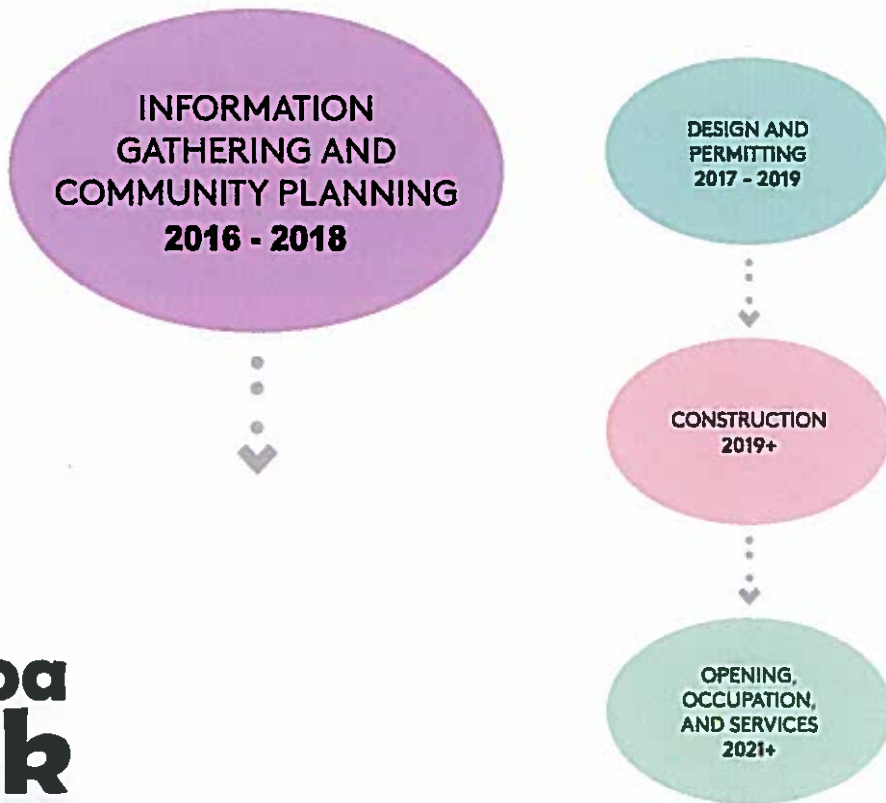 INFORMATION
GATHERING AND
COMMUNITY PLANNING
2016 - 2018
DESIGN AND
PERMITTING
2017 - 2019
CONSTRUCTION
2019+
OPENING,
OCCUPATION,
AND SERVICES
2021+